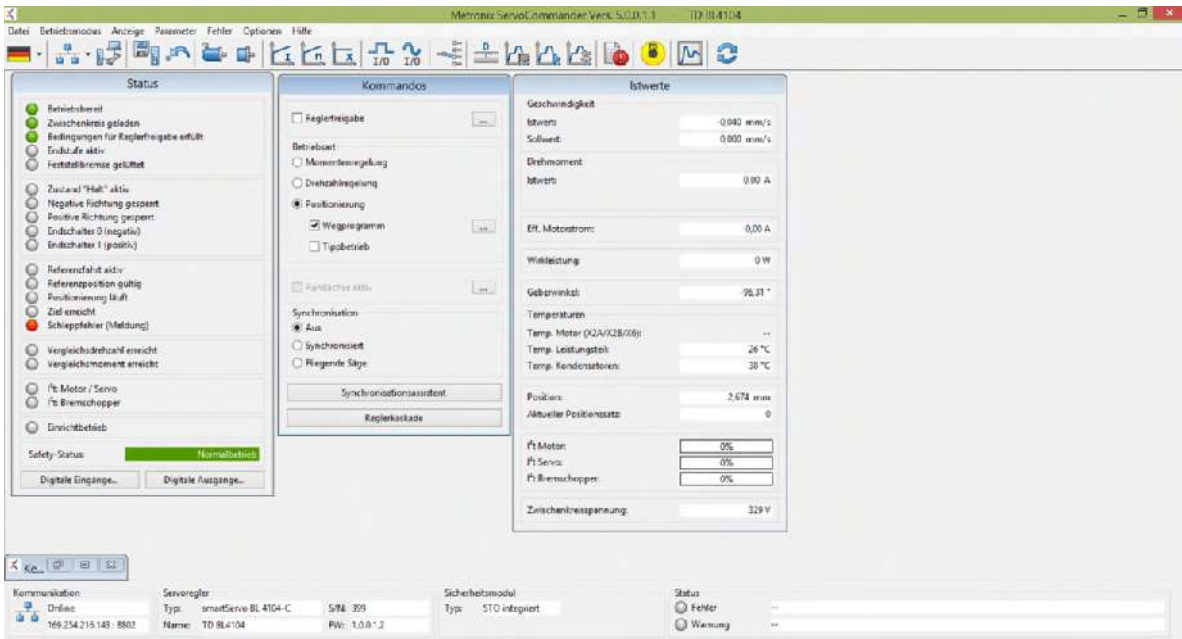 Metronix ServoCommander Vers. 5.0.0.1.1 TD BL4104
Datei Betriebsmodus Anzeige Parameter Fehler Optionen Hilfe
Status
Betriebsbereit
Zwischenkreis geladen
Bedingungen für Reglerfreigabe erfüllt
Endstufe aktiv
Feststellbremse gelüftet
Zustand "Halt" aktiv
Negative Richtung gesperrt
Positive Richtung gesperrt
Endschalter 0 (negativ)
Endschalter 1 (positiv)
Referenzfahrt aktiv
Referenzposition gültig
Positionierung läuft
Ziel erreicht
Schleppfehler (Meldung)
Vergleichsdrehzahl erreicht
Vergleichsmoment erreicht
I²t Motor / Servo
I²t Bremschopper
Einrichtbetrieb
Safety-Status: Normalbetrieb
Digitale Eingänge... Digitale Ausgänge...
Kommandos
Reglerfreigabe ...
Betriebsart
Momentenregelung
Drehzahlregelung
Positionierung
Wegprogramm ...
Tippbetrieb
Rundachse aktiv ...
Synchronisation
Aus
Synchronisiert
Fliegende Säge
Synchronisationsassistent
Reglerkaskade
Istwerte
Geschwindigkeit
Istwert: -0,040 mm/s
Sollwert: 0,000 mm/s
Drehmoment
Istwert: 0,00 A
Eff. Motorstrom: 0,00 A
Wirkleistung: 0 W
Geberwinkel: -96,31 °
Temperaturen
Temp. Motor (X2A/X2B/X6): --
Temp. Leistungsteil: 26 °C
Temp. Kondensatoren: 38 °C
Position: 2,674 mm
Aktueller Positionssatz: 0
I²t Motor: 0%
I²t Servo: 0%
I²t Bremschopper: 0%
Zwischenkreisspannung: 329 V
Ke...
Kommunikation
Online
169.254.216.148 : 8802
Servoregler
Typ: smartServo BL 4104-C S/N: 399
Name: TD BL4104 FW: 1.0.0.1.2
Sicherheitsmodul
Typ: STO integriert
Status
Fehler --
Warnung --